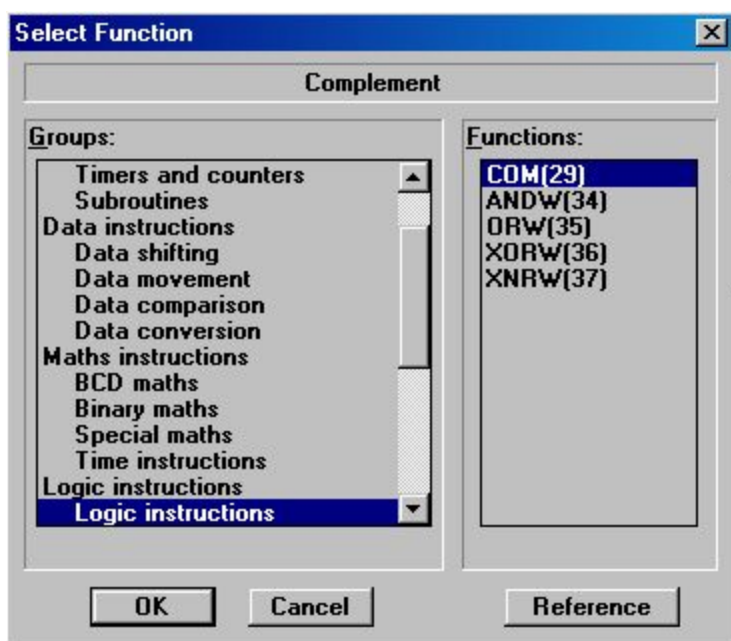 Select Function
Complement
Groups:
Timers and counters
Subroutines
Data instructions
Data shifting
Data movement
Data comparison
Data conversion
Maths instructions
BCD maths
Binary maths
Special maths
Time instructions
Logic instructions
Logic instructions
Functions:
COM(29)
ANDW(34)
ORW(35)
XORW(36)
XNRW(37)
OK
Cancel
Reference